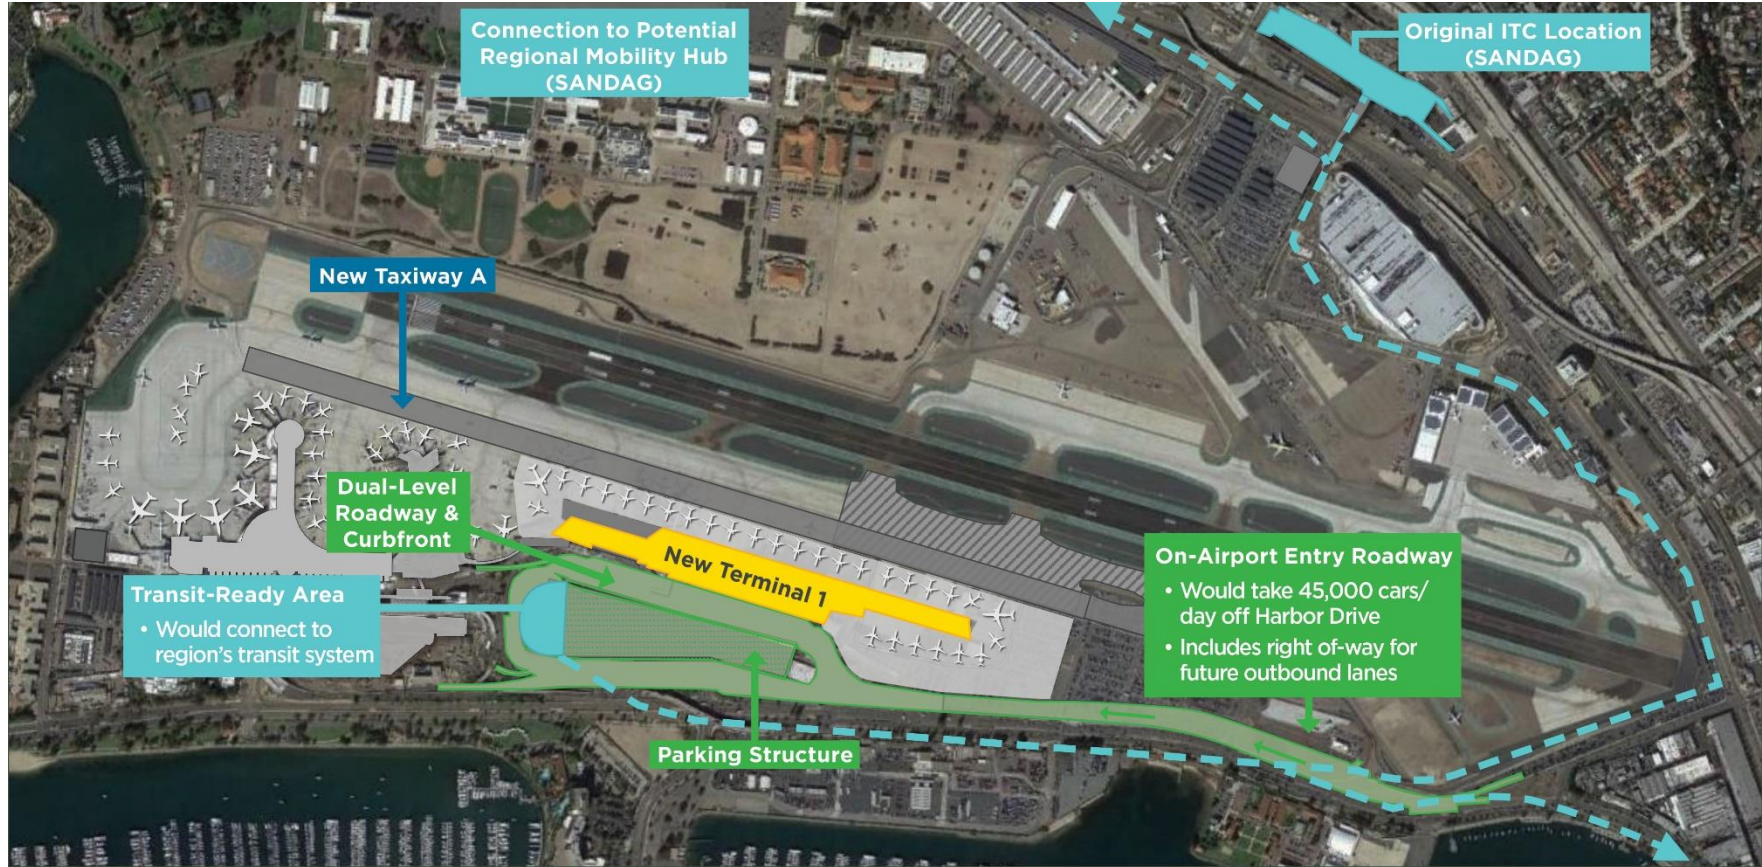 Connection to Potential
Regional Mobility Hub
(SANDAG)
Original ITC Location
(SANDAG)
New Taxiway A
Dual-Level
Roadway &
Curbfront
New Terminal 1
On-Airport Entry Roadway
• Would take 45,000 cars/
day off Harbor Drive
• Includes right of-way for
future outbound lanes
Transit-Ready Area
• Would connect to
region's transit system
Parking Structure